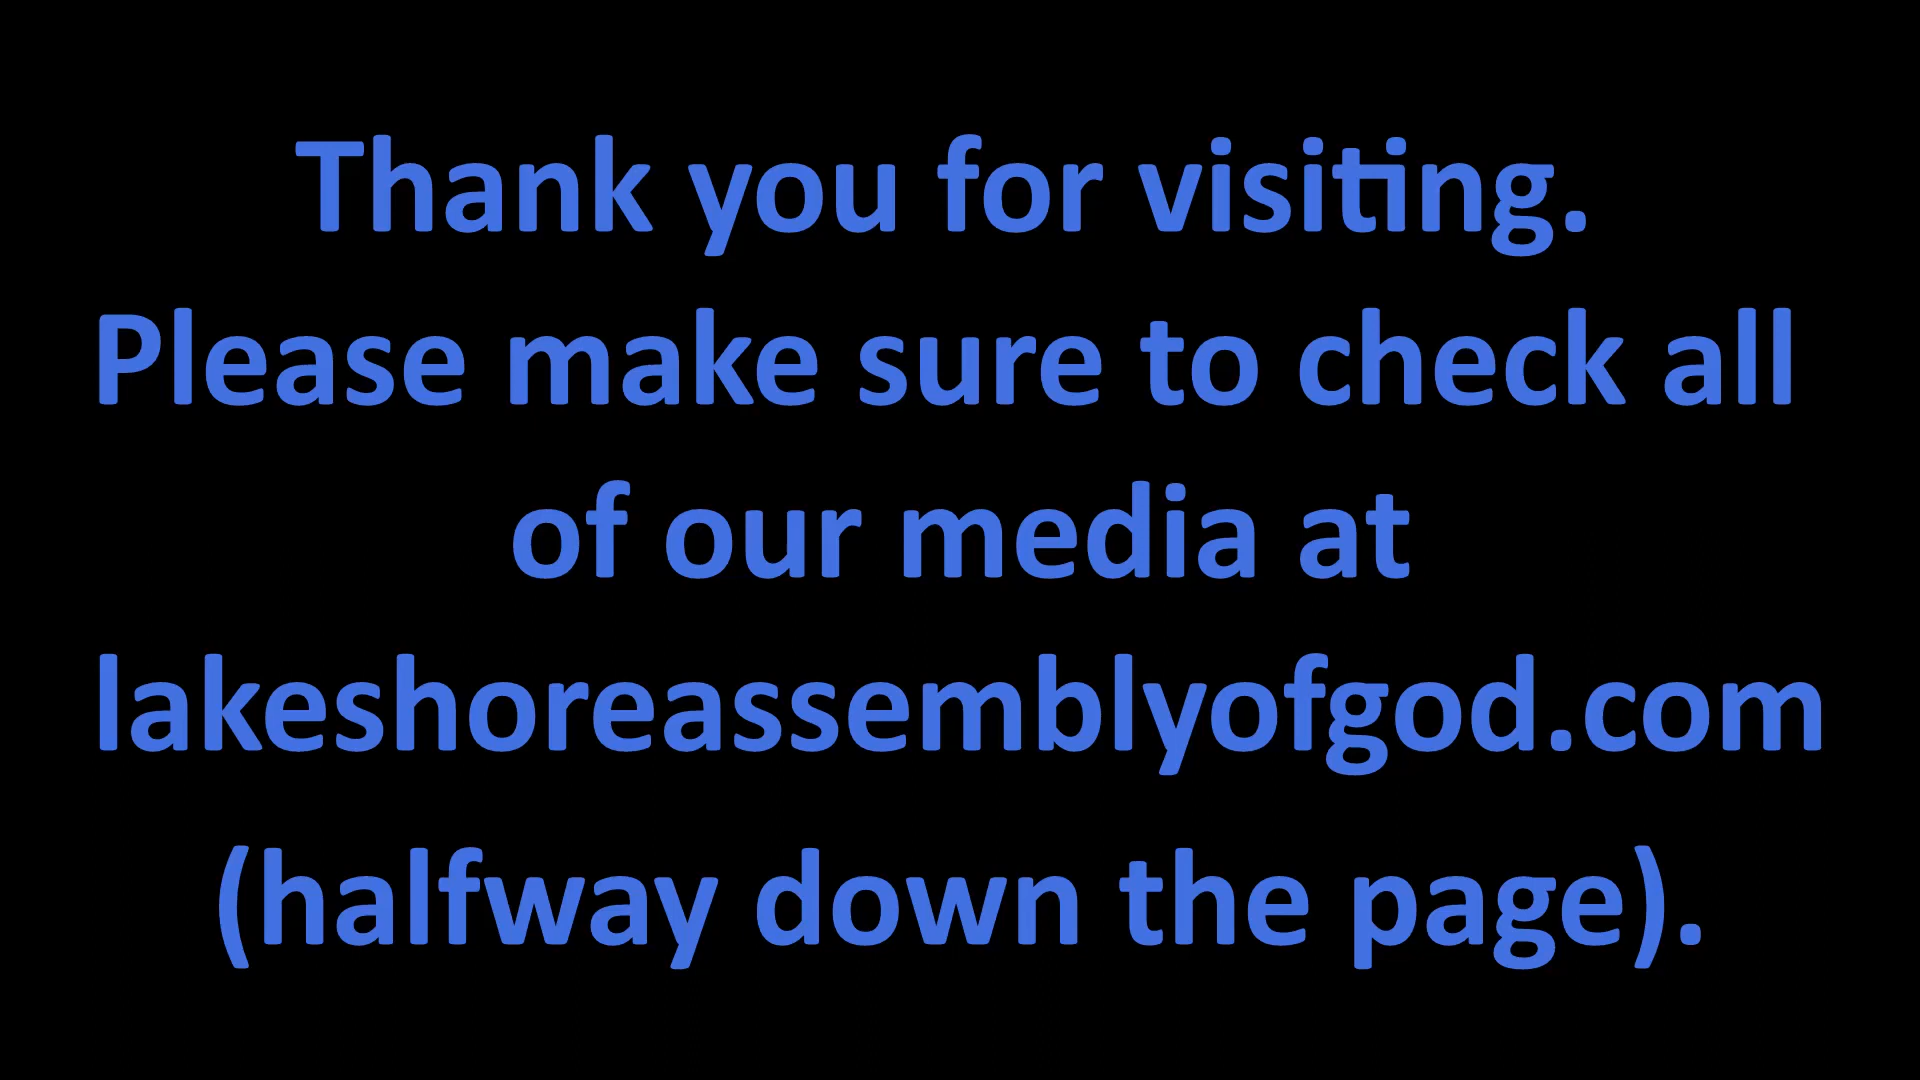 Thank you for visiting.
Please make sure to check all
of our media at
lakeshoreassemblyofgod.com
(halfway down the page).